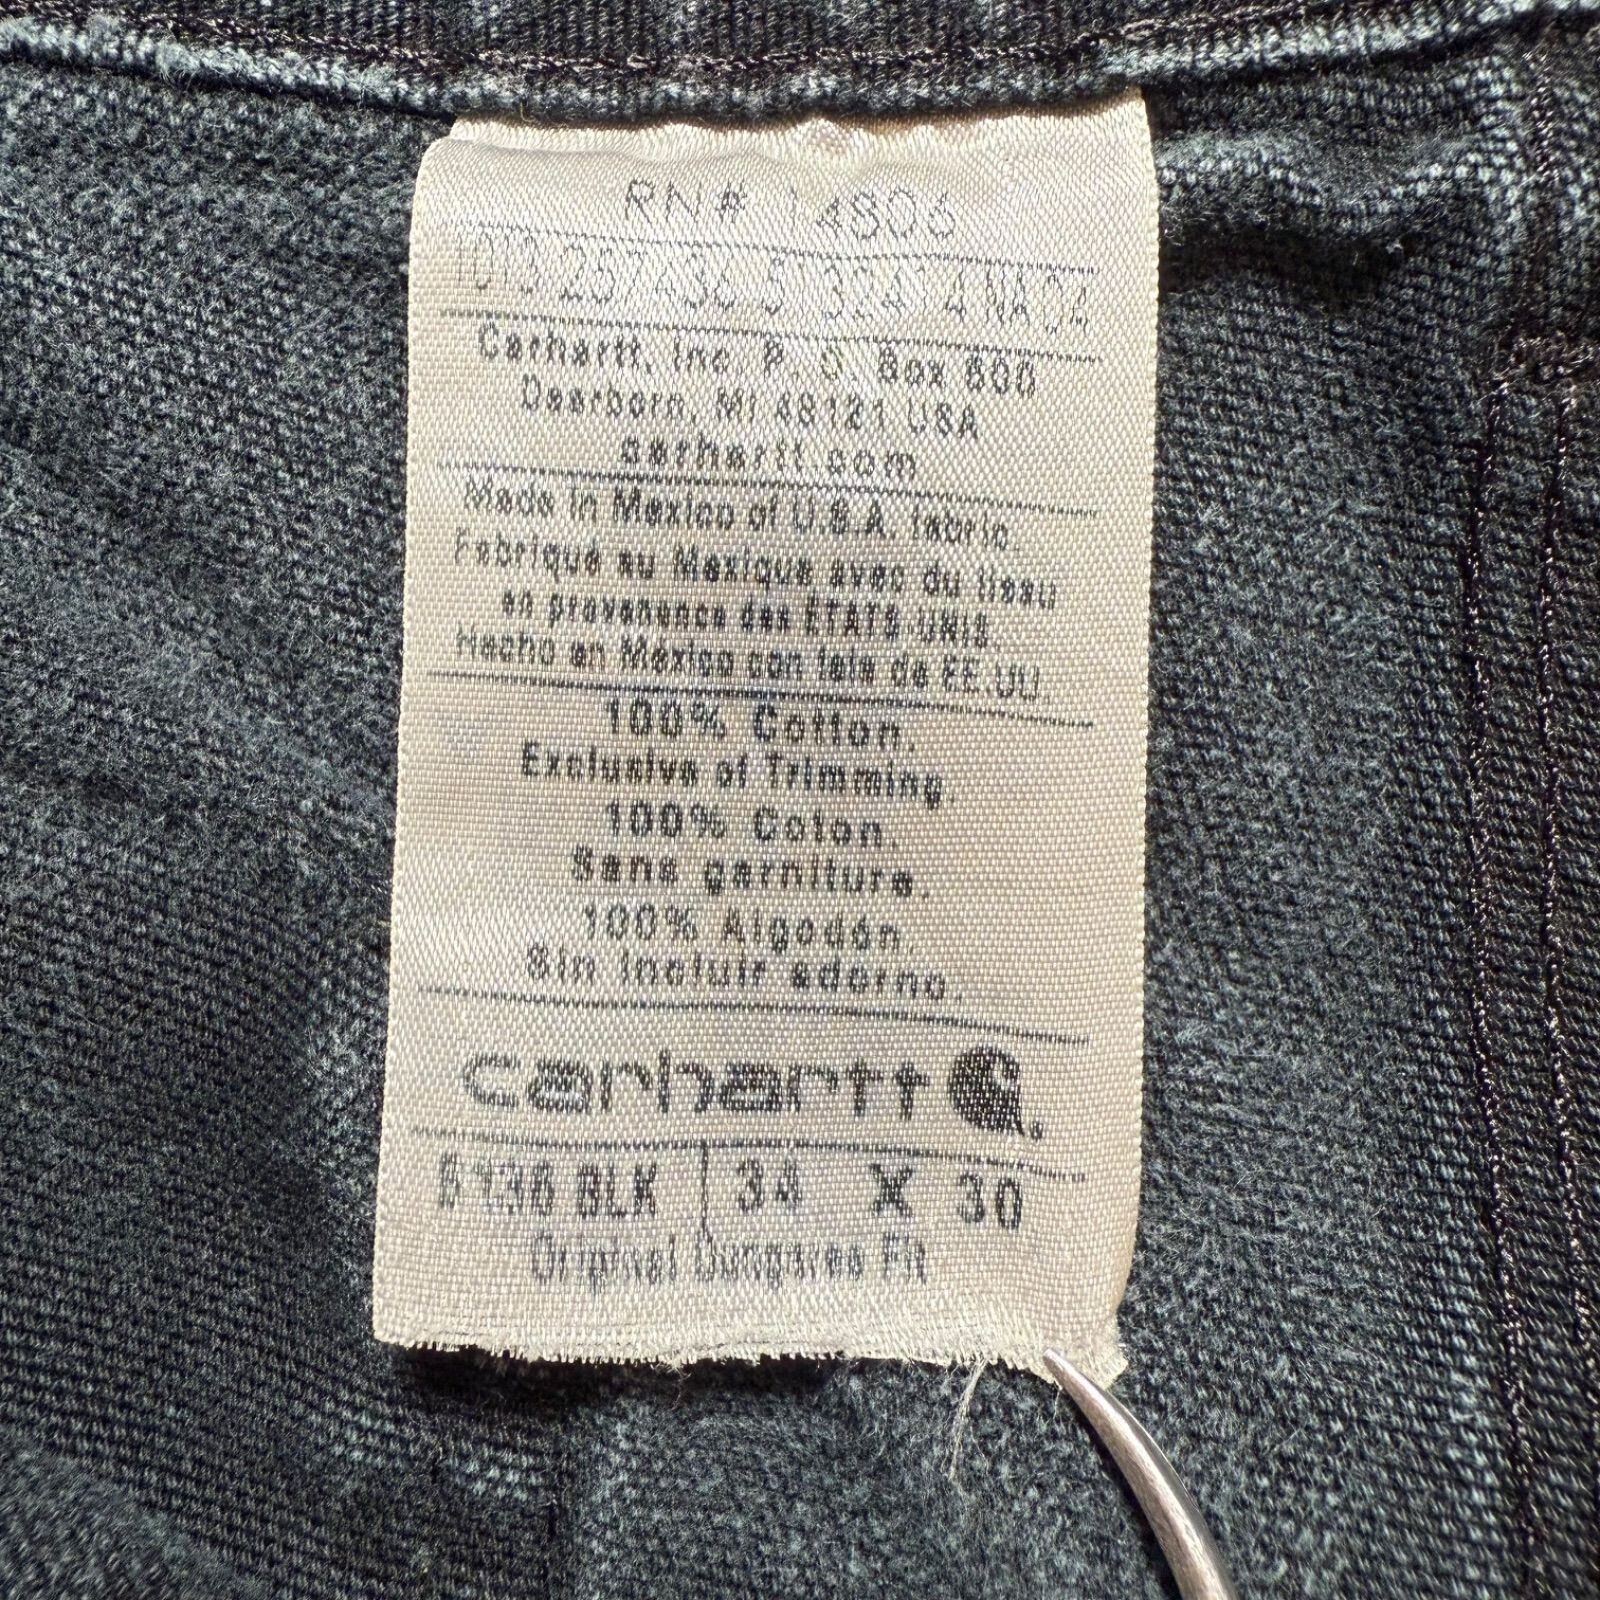 RN# 14806
Carhartt, Inc. P. O. Box 600
Dearborn, MI 48121 USA
carhartt.com
Made in Mexico of U.S.A. fabric.
Fabriqué au Mexique avec du tissu
en provenence des ÉTATS-UNIS.
Hecho en Mexico con tela de EE.UU
100% Cotton.
Exclusive of Trimming.
100% Coton.
Sans garniture.
100% Algodón.
Sin incluir adorno.
carhartt
B136 BLK 34 X 30
Original Dungaree Fit